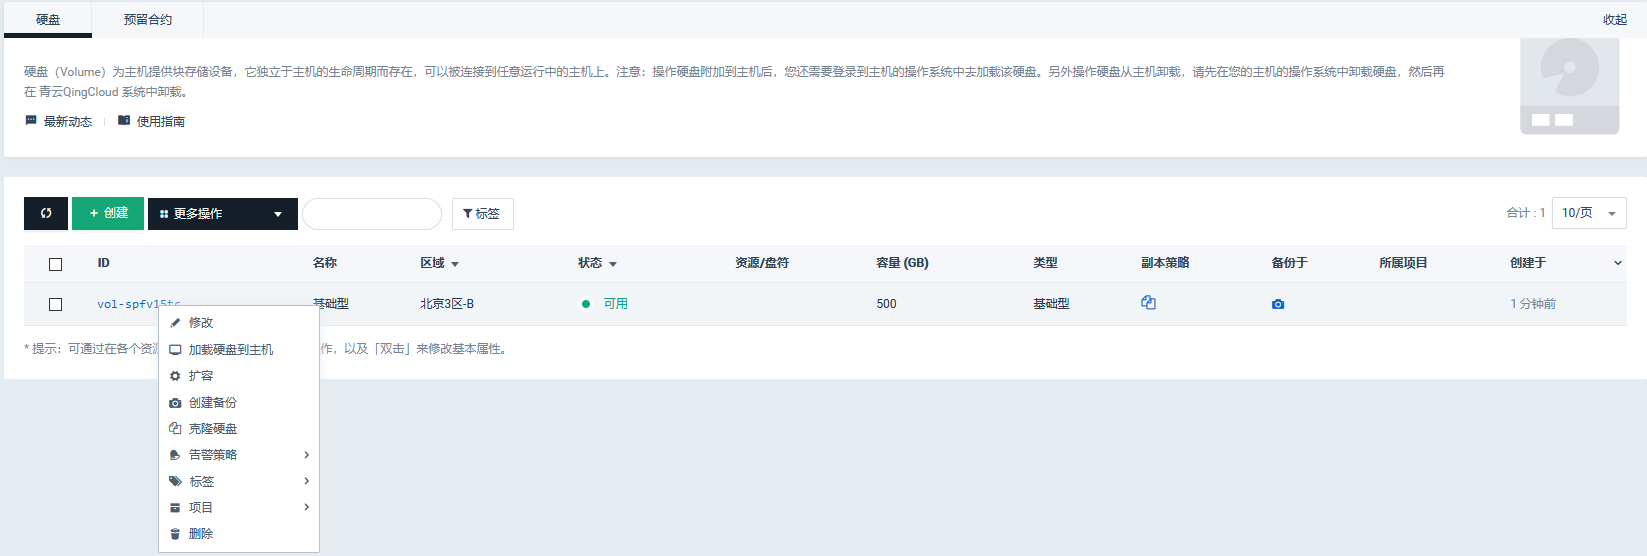 硬盘 预留合约 收起
硬盘（Volume）为主机提供块存储设备，它独立于主机的生命周期而存在，可以被连接到任意运行中的主机上。注意：操作硬盘附加到主机后，您还需要登录到主机的操作系统中去加载该硬盘。另外操作硬盘从主机卸载，请先在您的主机的操作系统中卸载硬盘，然后再
在 青云QingCloud 系统中卸载。
最新动态 使用指南
+ 创建 更多操作 标签 合计 : 1 10/页
ID 名称 区域 状态 资源/盘符 容量 (GB) 类型 副本策略 备份于 所属项目 创建于
基础型 北京3区-B 可用 500 基础型 1 分钟前
* 提示：可通过在各个资源 作，以及「双击」来修改基本属性。
修改
加载硬盘到主机
扩容
创建备份
克隆硬盘
告警策略
标签
项目
删除